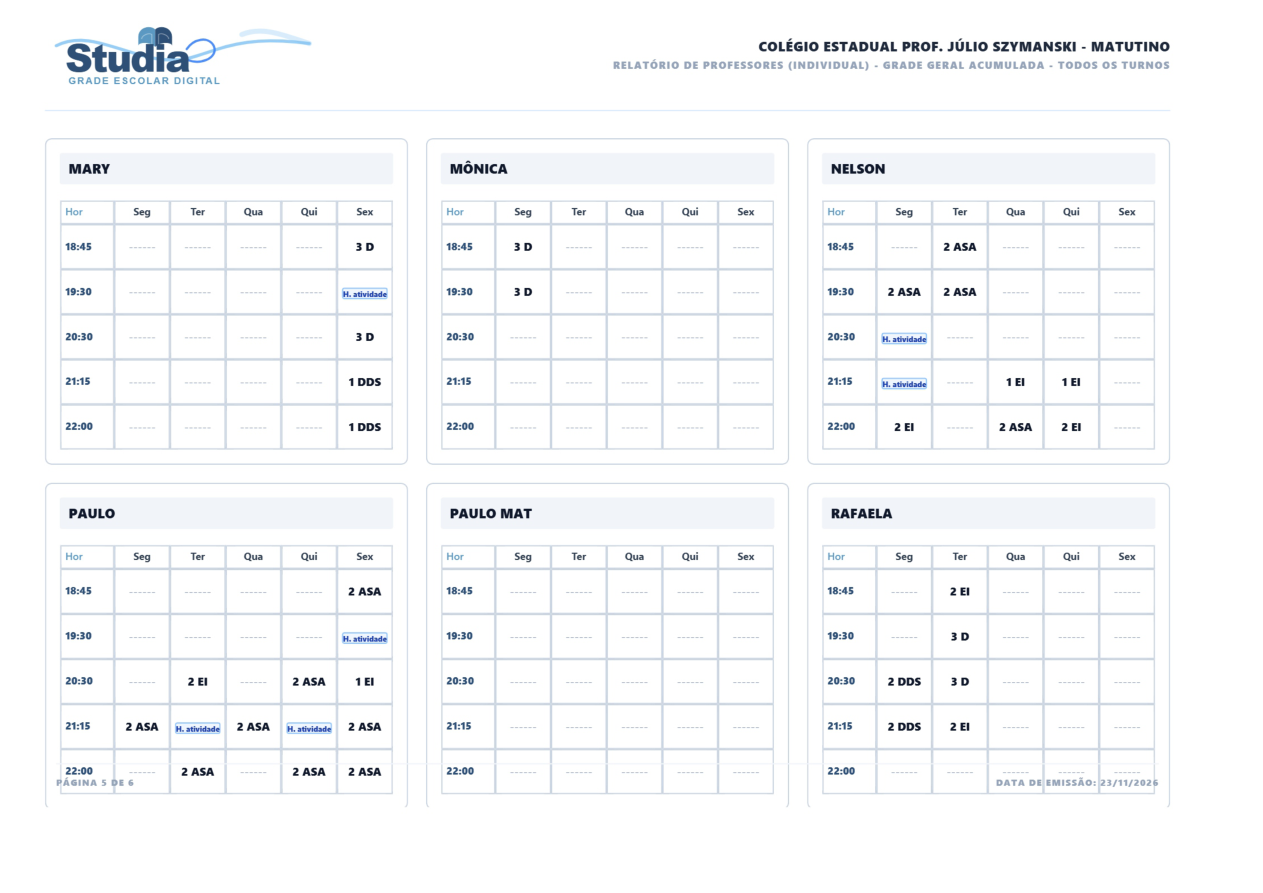 Studia
GRADE ESCOLAR DIGITAL
COLÉGIO ESTADUAL PROF. JÚLIO SZYMANSKI - MATUTINO
RELATÓRIO DE PROFESSORES (INDIVIDUAL) - GRADE GERAL ACUMULADA - TODOS OS TURNOS
MARY
Hor Seg Ter Qua Qui Sex
18:45 ------ ------ ------ ------ 3 D
19:30 ------ ------ ------ ------ H. atividade
20:30 ------ ------ ------ ------ 3 D
21:15 ------ ------ ------ ------ 1 DDS
22:00 ------ ------ ------ ------ 1 DDS
MÔNICA
Hor Seg Ter Qua Qui Sex
18:45 3 D ------ ------ ------ ------
19:30 3 D ------ ------ ------ ------
20:30 ------ ------ ------ ------ ------
21:15 ------ ------ ------ ------ ------
22:00 ------ ------ ------ ------ ------
NELSON
Hor Seg Ter Qua Qui Sex
18:45 ------ 2 ASA ------ ------ ------
19:30 2 ASA 2 ASA ------ ------ ------
20:30 H. atividade ------ ------ ------ ------
21:15 H. atividade ------ 1 EI 1 EI ------
22:00 2 EI ------ 2 ASA 2 EI ------
PAULO
Hor Seg Ter Qua Qui Sex
18:45 ------ ------ ------ ------ 2 ASA
19:30 ------ ------ ------ ------ H. atividade
20:30 ------ 2 EI ------ 2 ASA 1 EI
21:15 2 ASA H. atividade 2 ASA H. atividade 2 ASA
22:00 ------ 2 ASA ------ 2 ASA 2 ASA
PAULO MAT
Hor Seg Ter Qua Qui Sex
18:45 ------ ------ ------ ------ ------
19:30 ------ ------ ------ ------ ------
20:30 ------ ------ ------ ------ ------
21:15 ------ ------ ------ ------ ------
22:00 ------ ------ ------ ------ ------
RAFAELA
Hor Seg Ter Qua Qui Sex
18:45 ------ 2 EI ------ ------ ------
19:30 ------ 3 D ------ ------ ------
20:30 2 DDS 3 D ------ ------ ------
21:15 2 DDS 2 EI ------ ------ ------
22:00 ------ ------ ------ ------ ------
PÁGINA 5 DE 6
DATA DE EMISSÃO: 23/11/2026